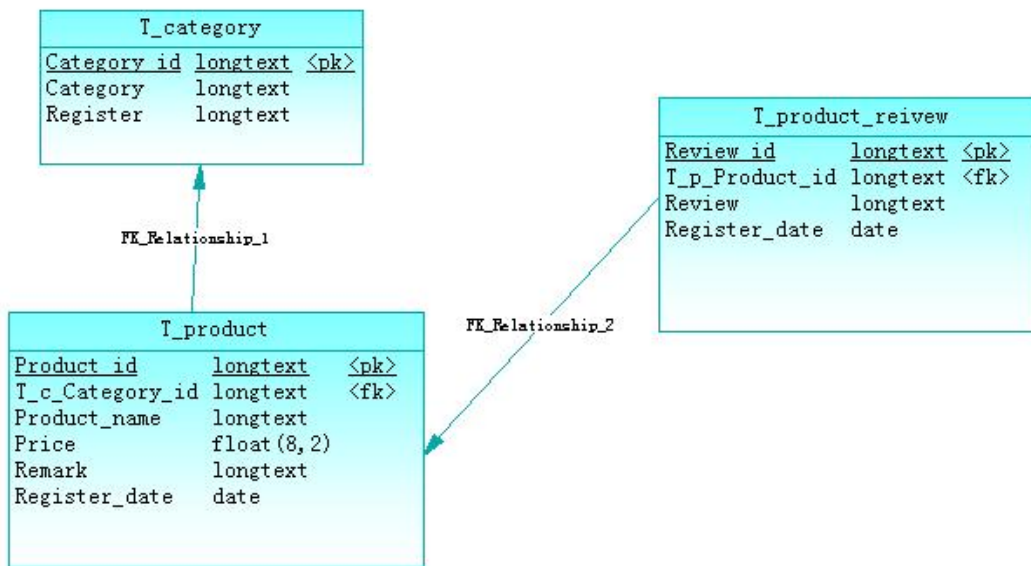 T_category
Category_id longtext <pk>
Category longtext
Register longtext
FK_Relationship_1
T_product
Product_id longtext <pk>
T_c_Category_id longtext <fk>
Product_name longtext
Price float(8,2)
Remark longtext
Register_date date
FK_Relationship_2
T_product_reivew
Review_id longtext <pk>
T_p_Product_id longtext <fk>
Review longtext
Register_date date